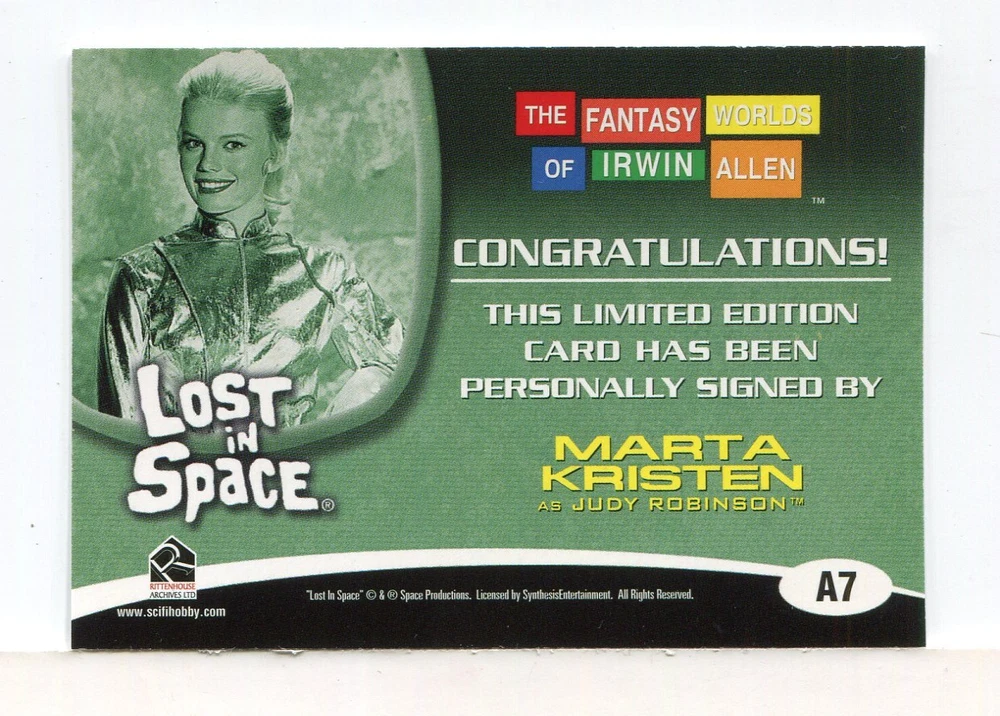 THE FANTASY WORLDS
OF IRWIN ALLEN
™
CONGRATULATIONS!
THIS LIMITED EDITION
CARD HAS BEEN
PERSONALLY SIGNED BY
MARTA
KRISTEN
AS JUDY ROBINSON™
LOST
iN
SPaCE®
RITTENHOUSE
ARCHIVES LTD
www.scifihobby.com
"Lost In Space" © & ® Space Productions. Licensed by SynthesisEntertainment. All Rights Reserved.
A7